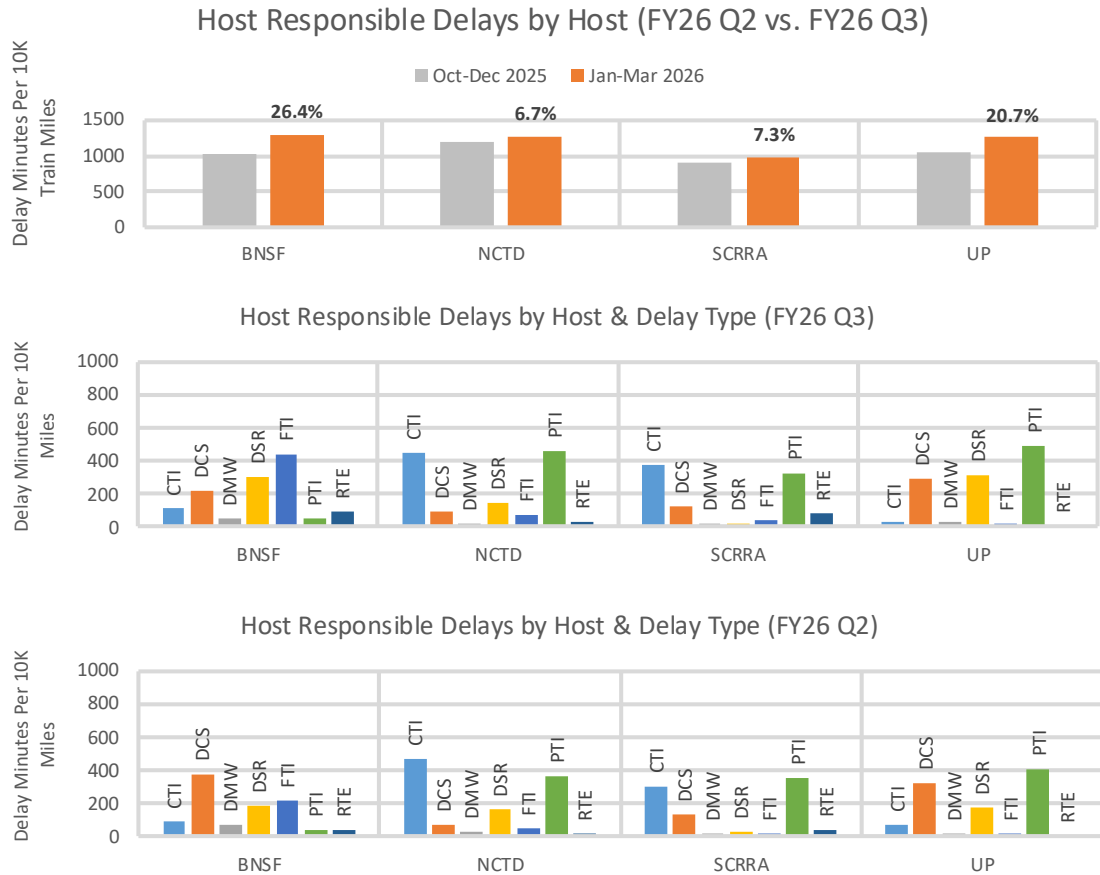 Host Responsible Delays by Host (FY26 Q2 vs. FY26 Q3)
Delay Minutes Per 10K
Train Miles
Oct-Dec 2025 Jan-Mar 2026
26.4% 6.7% 7.3% 20.7%
1500
1000
500
0
BNSF NCTD SCRRA UP
Host Responsible Delays by Host & Delay Type (FY26 Q3)
Delay Minutes Per 10K
Miles
1000
800
600
400
200
0
CTI DCS DMW DSR FTI PTI RTE
CTI DCS DMW DSR FTI PTI RTE
CTI DCS DMW DSR FTI PTI RTE
CTI DCS DMW DSR FTI PTI RTE
BNSF NCTD SCRRA UP
Host Responsible Delays by Host & Delay Type (FY26 Q2)
Delay Minutes Per 10K
Miles
1000
800
600
400
200
0
CTI DCS DMW DSR FTI PTI RTE
CTI DCS DMW DSR FTI PTI RTE
CTI DCS DMW DSR FTI PTI RTE
CTI DCS DMW DSR FTI PTI RTE
BNSF NCTD SCRRA UP